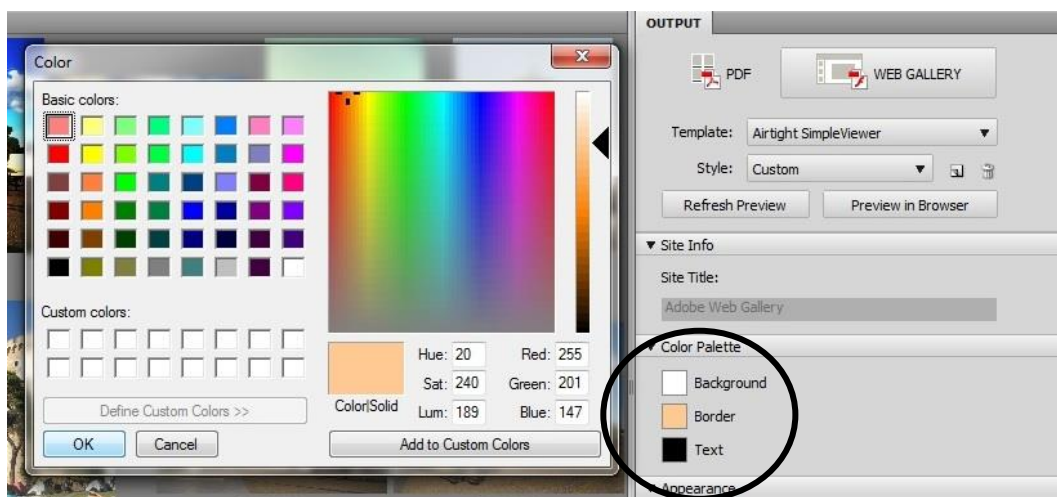 Color
Basic colors:
Custom colors:
Define Custom Colors >>
OK Cancel
Color|Solid
Hue: 20 Red: 255
Sat: 240 Green: 201
Lum: 189 Blue: 147
Add to Custom Colors
OUTPUT
PDF WEB GALLERY
Template: Airtight SimpleViewer
Style: Custom
Refresh Preview Preview in Browser
Site Info
Site Title:
Adobe Web Gallery
Color Palette
Background
Border
Text
Appearance